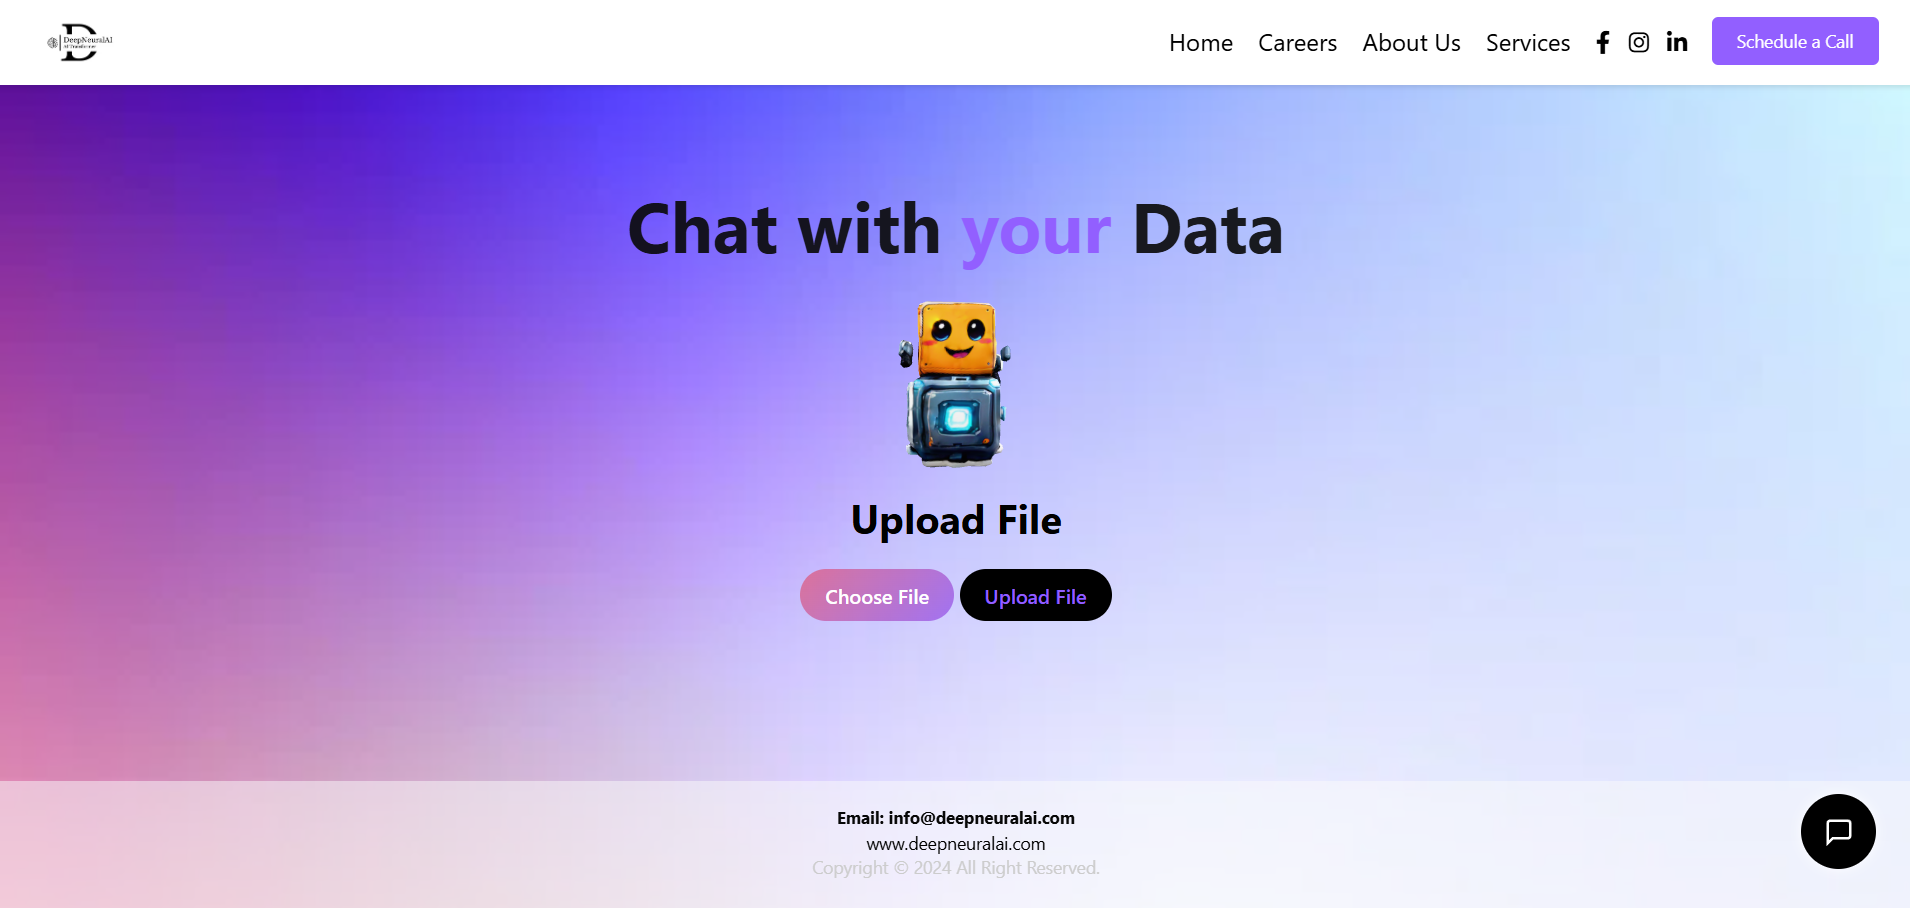 DeepNeuralAI
Home Careers About Us Services Schedule a Call
Chat with your Data
Upload File
Choose File Upload File
Email: info@deepneuralai.com
www.deepneuralai.com
Copyright © 2024 All Right Reserved.